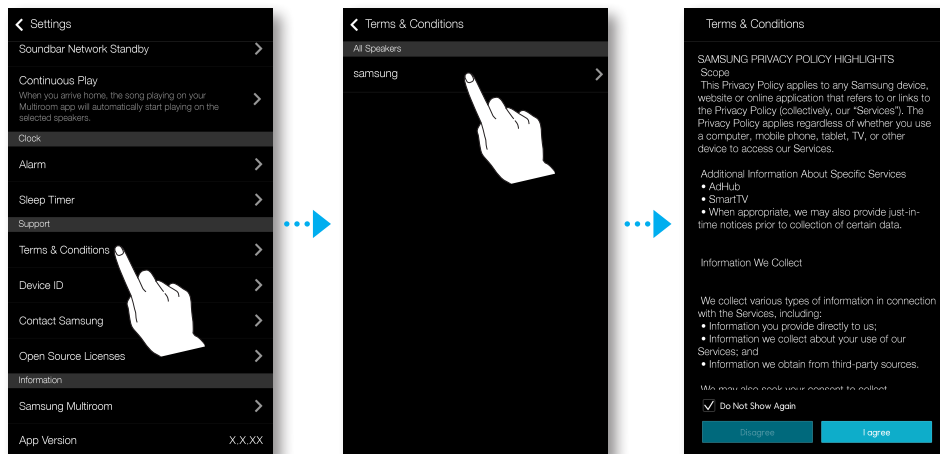 Settings
Soundbar Network Standby
Continuous Play
When you arrive home, the song playing on your
Multiroom app will automatically start playing on the
selected speakers.
Clock
Alarm
Sleep Timer
Support
Terms & Conditions
Device ID
Contact Samsung
Open Source Licenses
Information
Samsung Multiroom
App Version X.X.XX
Terms & Conditions
All Speakers
samsung
Terms & Conditions
SAMSUNG PRIVACY POLICY HIGHLIGHTS
Scope
This Privacy Policy applies to any Samsung device,
website or online application that refers to or links to
the Privacy Policy (collectively, our “Services”). The
Privacy Policy applies regardless of whether you use
a computer, mobile phone, tablet, TV, or other
device to access our Services.
Additional Information About Specific Services
• AdHub
• SmartTV
• When appropriate, we may also provide just-in-
time notices prior to collection of certain data.
Information We Collect
We collect various types of information in connection
with the Services, including:
• Information you provide directly to us;
• Information we collect about your use of our
Services; and
• Information we obtain from third-party sources.
We may also seek your consent to collect
Do Not Show Again
Disagree
I agree